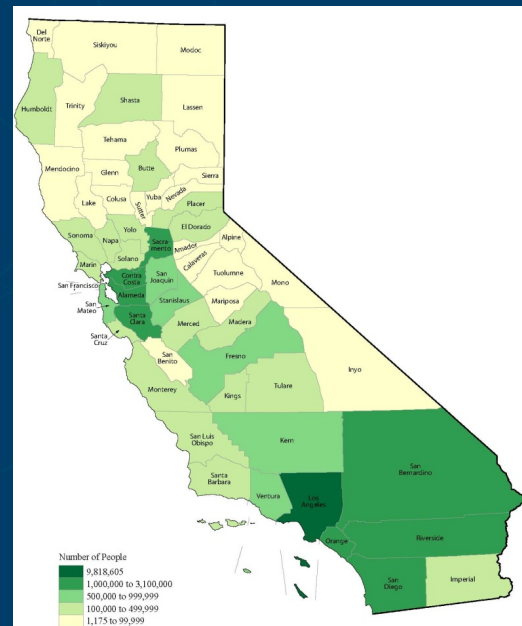 Del Norte
Siskiyou
Modoc
Humboldt
Trinity
Shasta
Lassen
Tehama
Plumas
Mendocino
Glenn
Butte
Sierra
Lake
Colusa
Sutter
Yuba
Nevada
Placer
Sonoma
Napa
Yolo
El Dorado
Sacra mento
Amador
Alpine
Marin
Solano
Calaveras
Tuolumne
Mono
San Francisco
Contra Costa
San Joaquin
San Mateo
Alameda
Stanislaus
Mariposa
Santa Cruz
Santa Clara
Merced
Madera
San Benito
Fresno
Inyo
Monterey
Kings
Tulare
San Luis Obispo
Kern
San Bernardino
Santa Barbara
Ventura
Los Angeles
Orange
Riverside
San Diego
Imperial
Number of People
9,818,605
1,000,000 to 3,100,000
500,000 to 999,999
100,000 to 499,999
1,175 to 99,999